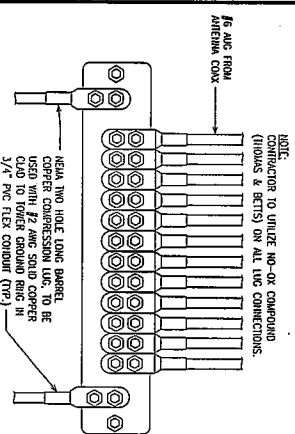 NOTE:
CONTRACTOR TO UTILIZE NO-OX COMPOUND
(THOMAS & BETTS) ON ALL LUG CONNECTIONS.
#6 AUG FROM
ANTENNA COAX
NEMA TWO HOLE LONG BARREL
COPPER COMPRESSION LUG, TO BE
USED WITH #2 AWG SOLID COPPER
CLAD TO TOWER GROUND RING IN
3/4" PVC FLEX CONDUIT (TYP.)